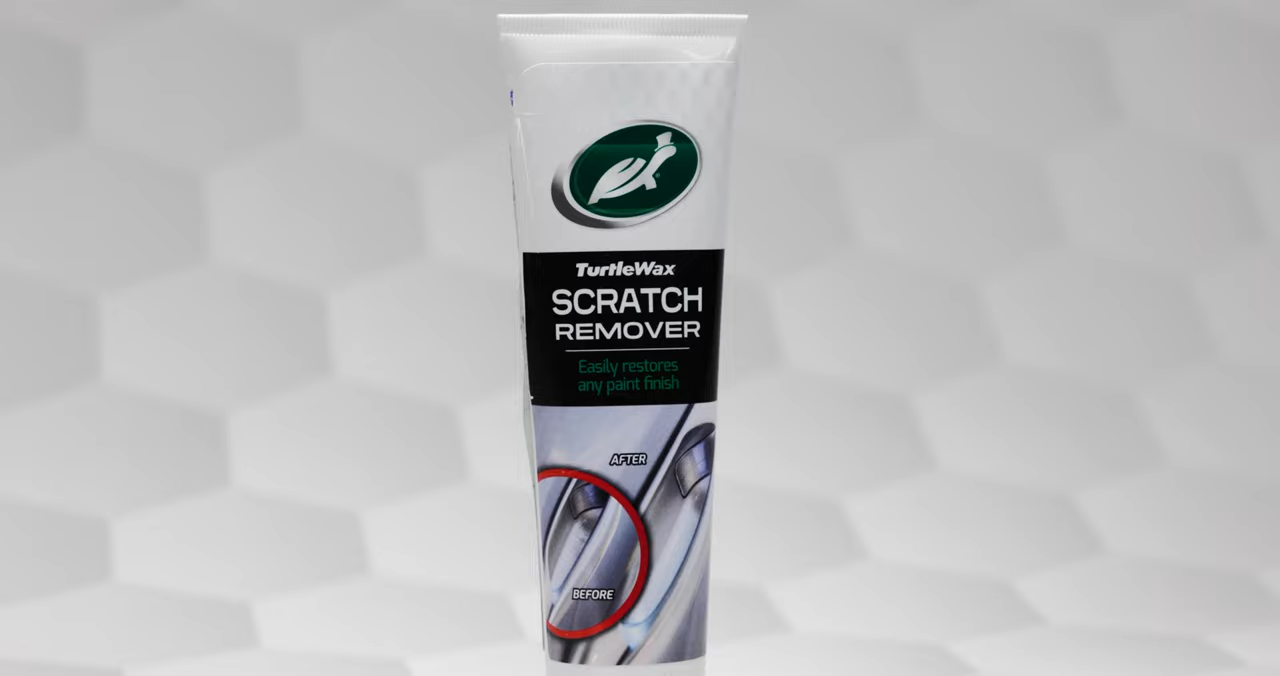 TurtleWax
SCRATCH
REMOVER
Easily restores
any paint finish
AFTER
BEFORE